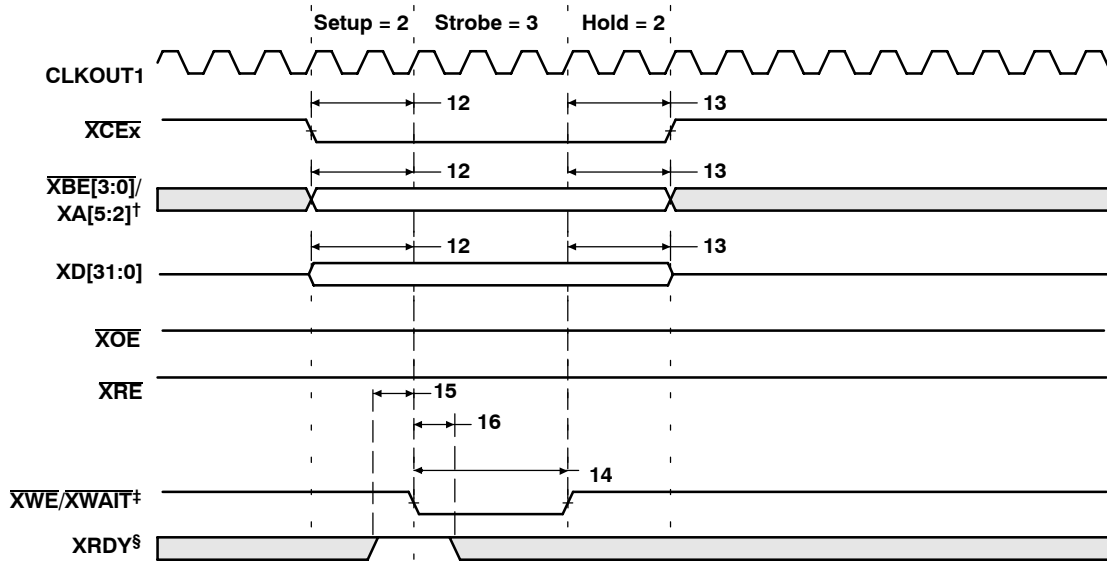 Setup = 2 Strobe = 3 Hold = 2
CLKOUT1
12 13
XCEx
12 13
XBE[3:0]/
XA[5:2]†
12 13
XD[31:0]
XOE
XRE
15
16
14
XWE/XWAIT‡
XRDY§